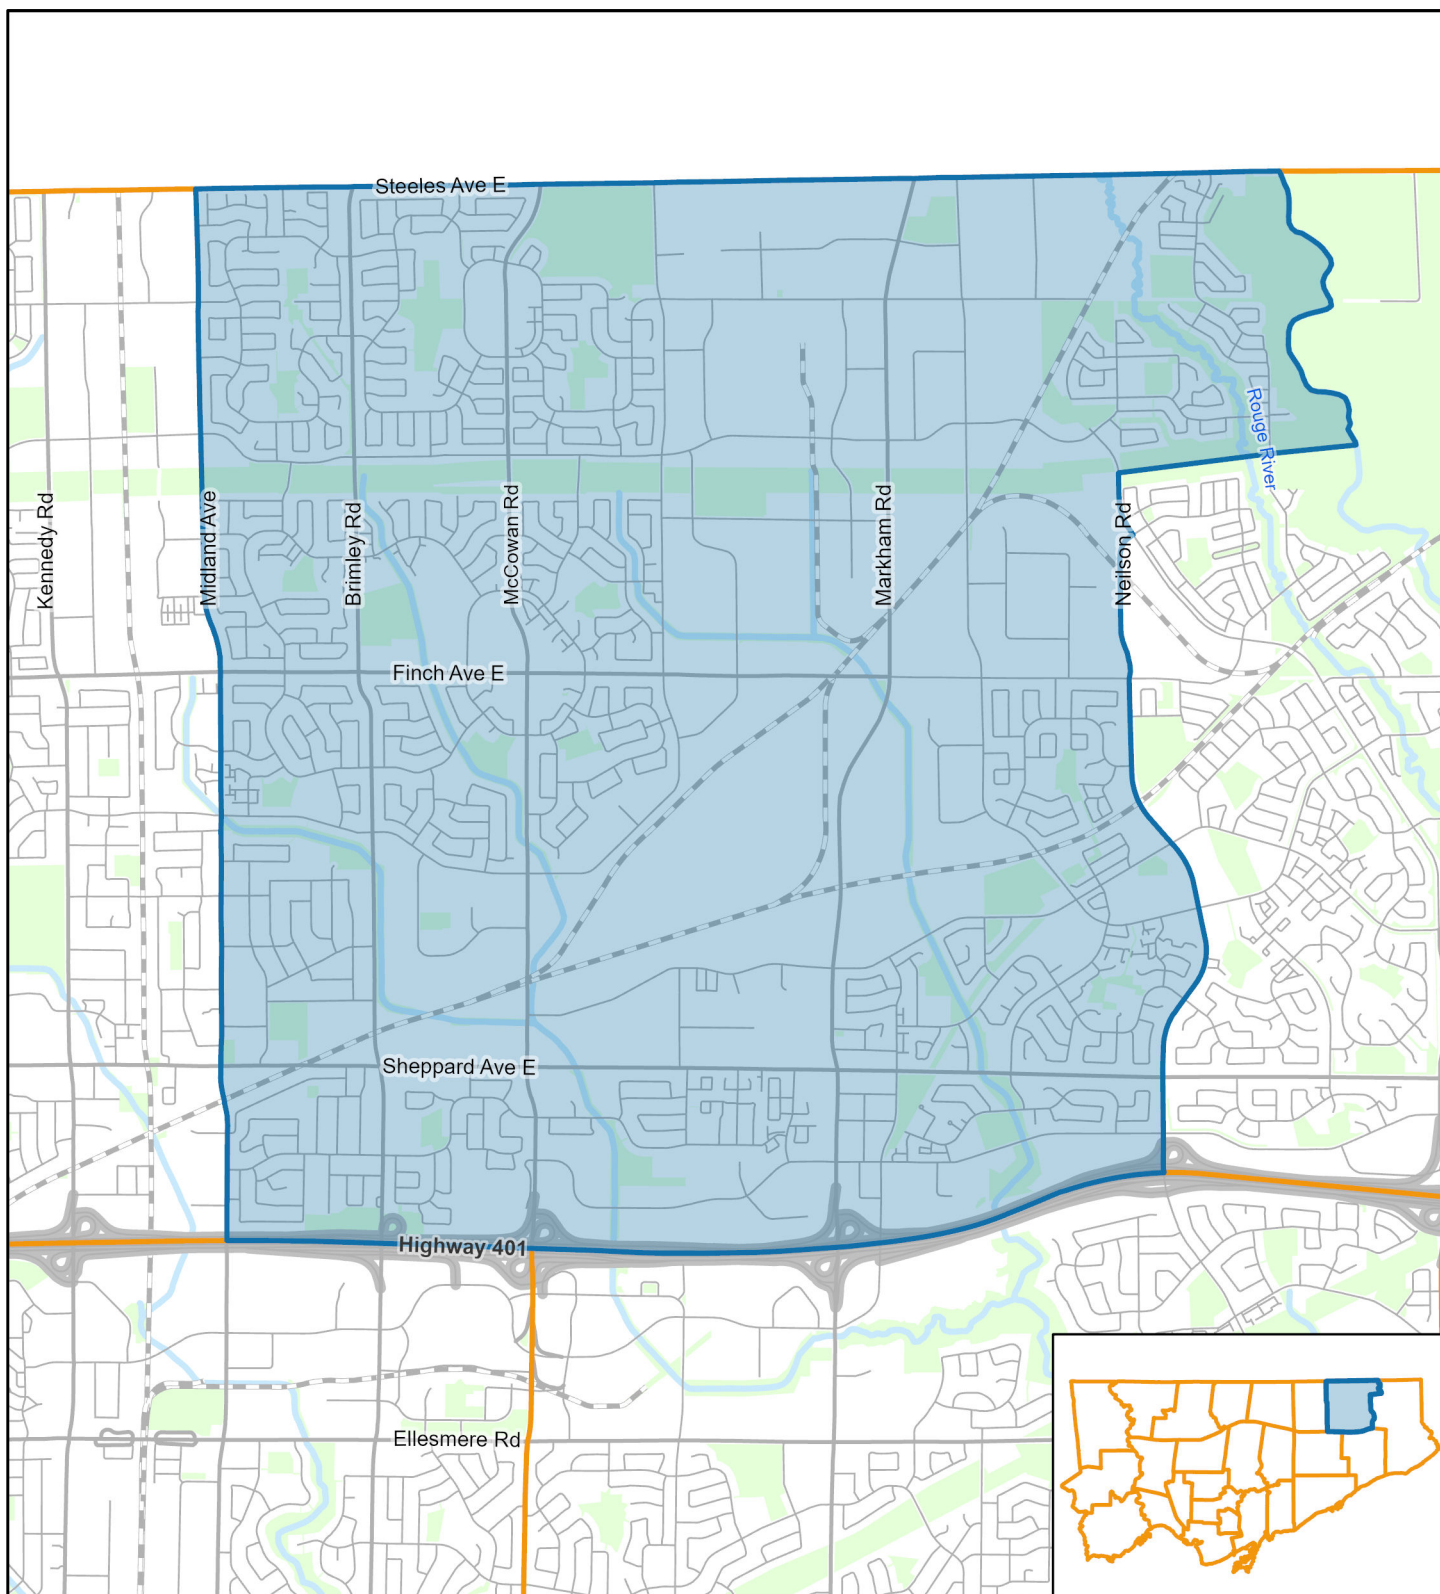 Steeles Ave E
Kennedy Rd
Midland Ave
Brimley Rd
McCowan Rd
Markham Rd
Neilson Rd
Rouge River
Finch Ave E
Sheppard Ave E
Highway 401
Ellesmere Rd